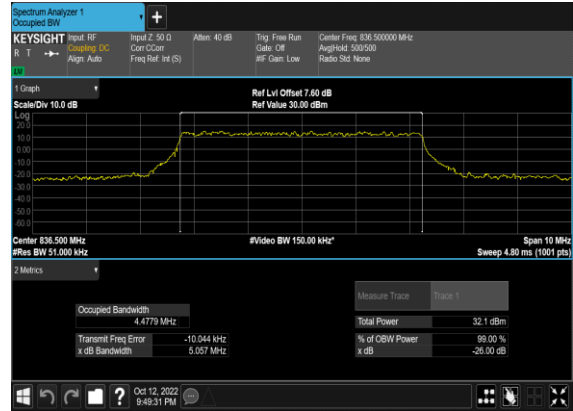 Spectrum Analyzer 1
Occupied BW
KEYSIGHT Input: RF Input Z: 50 Ω Atten: 40 dB Trig: Free Run Center Freq: 836.500000 MHz
R T Coupling: DC Corr CCorr Gate: Off Avg|Hold: 500/500
Align: Auto Freq Ref: Int (S) #IF Gain: Low Radio Std: None
1 Graph
Ref Lvl Offset 7.60 dB
Scale/Div 10.0 dB Ref Value 30.00 dBm
Log
20.0
10.0
0.00
-10.0
-20.0
-30.0
-40.0
-50.0
-60.0
Center 836.500 MHz #Video BW 150.00 kHz* Span 10 MHz
#Res BW 51.000 kHz Sweep 4.80 ms (1001 pts)
2 Metrics
Measure Trace Trace 1
Occupied Bandwidth
4.4779 MHz Total Power 32.1 dBm
Transmit Freq Error -10.044 kHz % of OBW Power 99.00 %
x dB Bandwidth 5.057 MHz x dB -26.00 dB
? Oct 12, 2022
9:49:31 PM